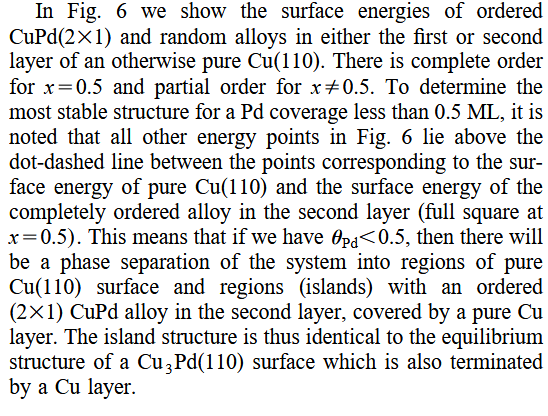 In Fig. 6 we show the surface energies of ordered
CuPd(2×1) and random alloys in either the first or second
layer of an otherwise pure Cu(110). There is complete order
for x=0.5 and partial order for x≠0.5. To determine the
most stable structure for a Pd coverage less than 0.5 ML, it is
noted that all other energy points in Fig. 6 lie above the
dot-dashed line between the points corresponding to the sur-
face energy of pure Cu(110) and the surface energy of the
completely ordered alloy in the second layer (full square at
x=0.5). This means that if we have θPd<0.5, then there will
be a phase separation of the system into regions of pure
Cu(110) surface and regions (islands) with an ordered
(2×1) CuPd alloy in the second layer, covered by a pure Cu
layer. The island structure is thus identical to the equilibrium
structure of a Cu3Pd(110) surface which is also terminated
by a Cu layer.